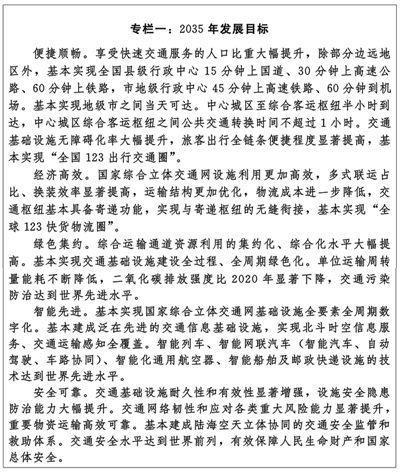 专栏一：2035 年发展目标
便捷顺畅。享受快速交通服务的人口比重大幅提升，除部分边远地
区外，基本实现全国县级行政中心 15 分钟上国道、30 分钟上高速公
路、60 分钟上铁路，市地级行政中心 45 分钟上高速铁路、60 分钟到机
场。基本实现地级市之间当天可达。中心城区至综合客运枢纽半小时到
达，中心城区综合客运枢纽之间公共交通转换时间不超过 1 小时。交通
基础设施无障碍化率大幅提升，旅客出行全链条便捷程度显著提高，基
本实现“全国 123 出行交通圈”。
经济高效。国家综合立体交通网设施利用更加高效，多式联运占
比、换装效率显著提高，运输结构更加优化，物流成本进一步降低，交
通枢纽基本具备寄递功能，实现与寄递枢纽的无缝衔接，基本实现“全
球 123 快货物流圈”。
绿色集约。综合运输通道资源利用的集约化、综合化水平大幅提
高。基本实现交通基础设施建设全过程、全周期绿色化。单位运输周转
量能耗不断降低，二氧化碳排放强度比 2020 年显著下降，交通污染
防治达到世界先进水平。
智能先进。基本实现国家综合立体交通网基础设施全要素全周期数
字化。基本建成泛在先进的交通信息基础设施，实现北斗时空信息服
务、交通运输感知全覆盖。智能列车、智能网联汽车（智能汽车、自动
驾驶、车路协同）、智能化通用航空器、智能船舶及邮政快递设施的技
术达到世界先进水平。
安全可靠。交通基础设施耐久性和有效性显著增强，设施安全隐患
防治能力大幅提升。交通网络韧性和应对各类重大风险能力显著提升，
重要物资运输高效可靠。基本建成陆海空天立体协同的交通安全监管和
救助体系。交通安全水平达到世界前列，有效保障人民生命财产和国家
总体安全。